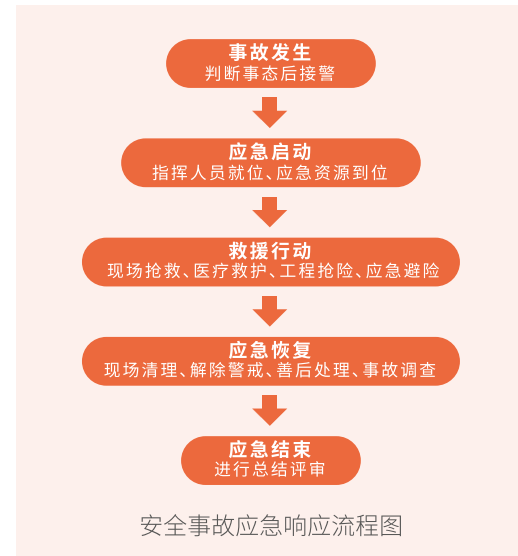 事故发生
判断事态后接警
应急启动
指挥人员就位、应急资源到位
救援行动
现场抢救、医疗救护、工程抢险、应急避险
应急恢复
现场清理、解除警戒、善后处理、事故调查
应急结束
进行总结评审
安全事故应急响应流程图